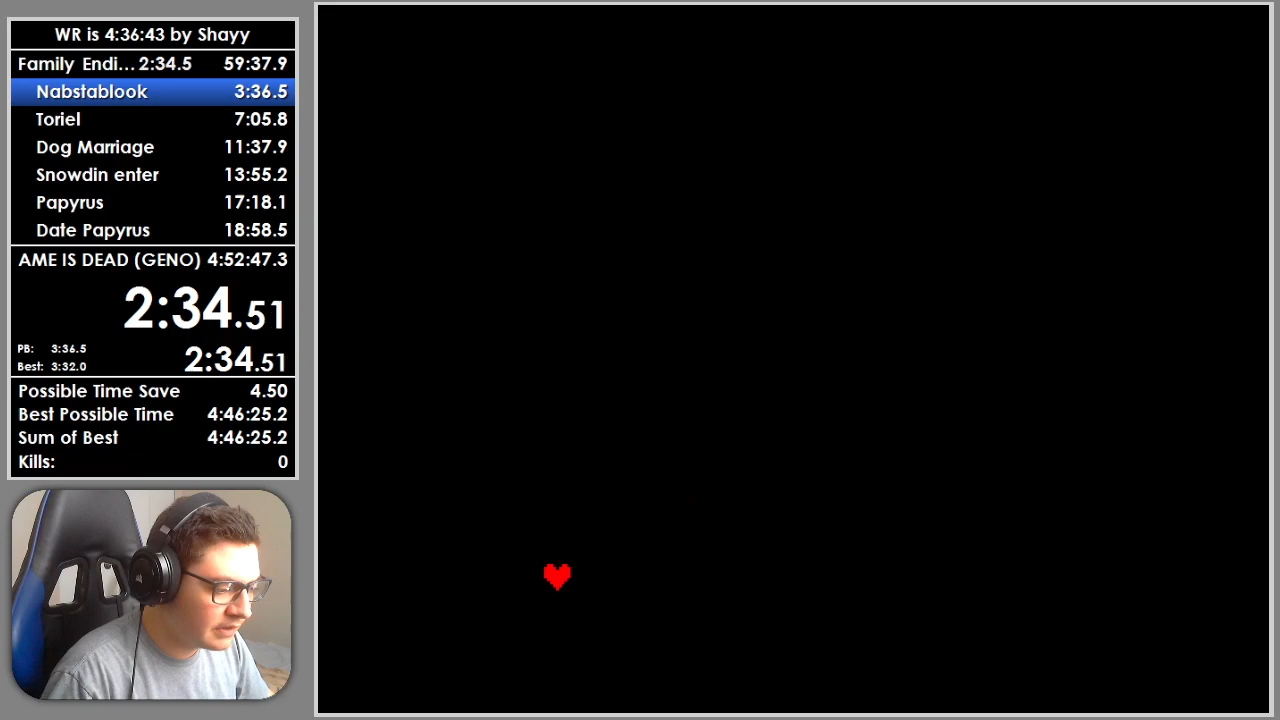 WR is 4:36:43 by Shayy
Family Endi... 2:34.5 59:37.9
Nabstablook 3:36.5
Toriel 7:05.8
Dog Marriage 11:37.9
Snowdin enter 13:55.2
Papyrus 17:18.1
Date Papyrus 18:58.5
AME IS DEAD (GENO) 4:52:47.3
2:34.51
PB: 3:36.5
Best: 3:32.0
2:34.51
Possible Time Save 4.50
Best Possible Time 4:46:25.2
Sum of Best 4:46:25.2
Kills: 0